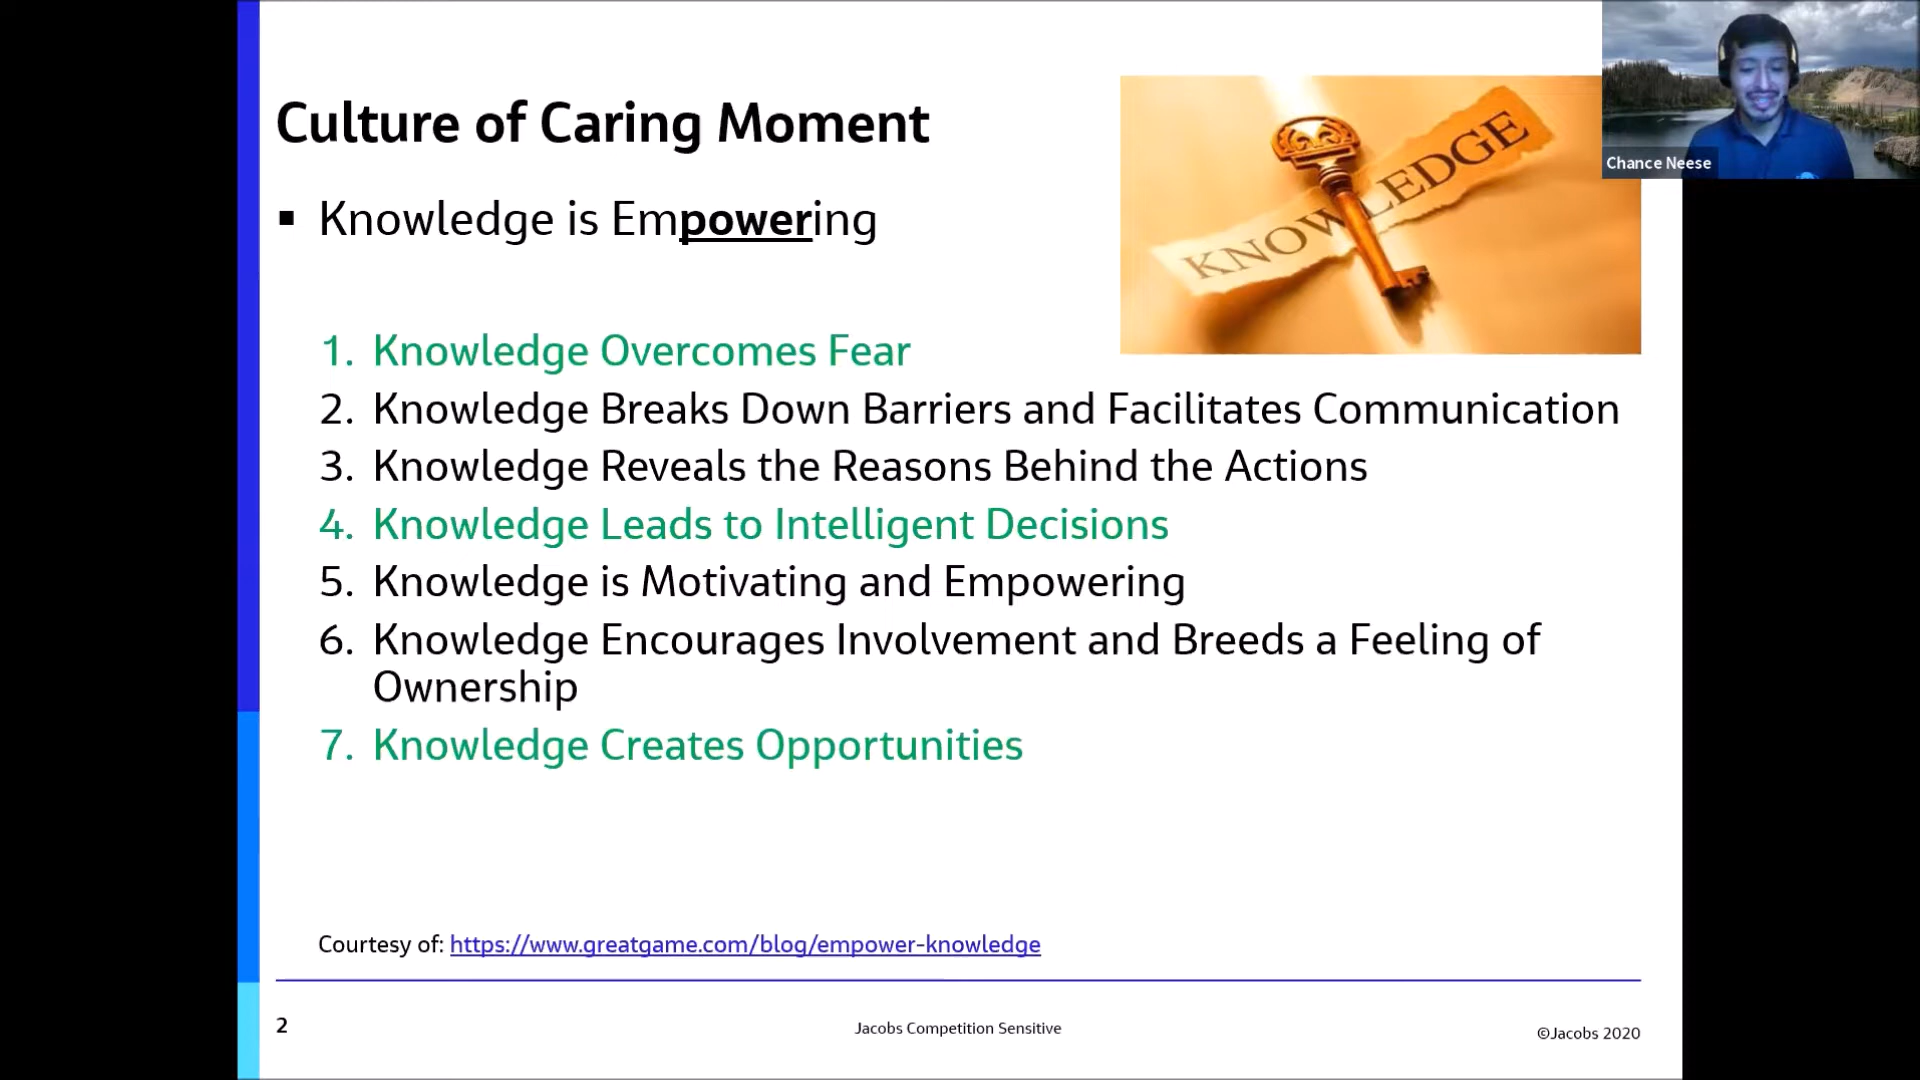 Culture of Caring Moment
KNOWLEDGE
Chance Neese
▪ Knowledge is Empowering
1. Knowledge Overcomes Fear
2. Knowledge Breaks Down Barriers and Facilitates Communication
3. Knowledge Reveals the Reasons Behind the Actions
4. Knowledge Leads to Intelligent Decisions
5. Knowledge is Motivating and Empowering
6. Knowledge Encourages Involvement and Breeds a Feeling of
Ownership
7. Knowledge Creates Opportunities
Courtesy of: https://www.greatgame.com/blog/empower-knowledge
2
Jacobs Competition Sensitive
©Jacobs 2020